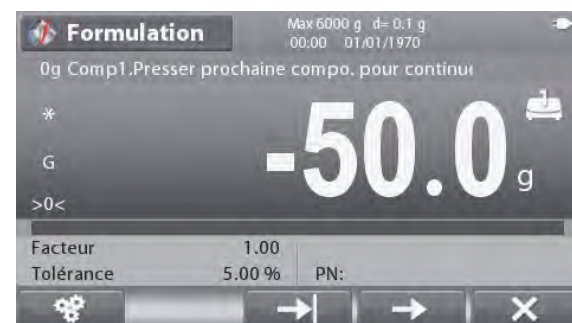 Formulation
Max 6000 g d= 0.1 g
00:00 01/01/1970
0g Comp1.Presser prochaine compo. pour continu
*
G
-50.0 g
>0<
Facteur 1.00
Tolérance 5.00 % PN: